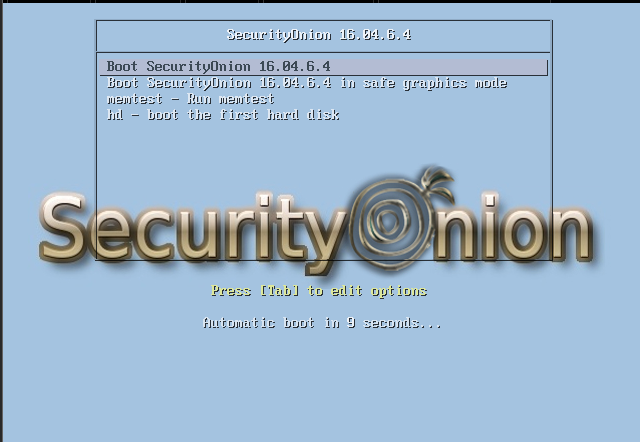 SecurityOnion 16.04.6.4
Boot SecurityOnion 16.04.6.4
Boot SecurityOnion 16.04.6.4 in safe graphics mode
memtest - Run memtest
hd - boot the first hard disk
SecurityOnion
Press [Tab] to edit options
Automatic boot in 9 seconds...